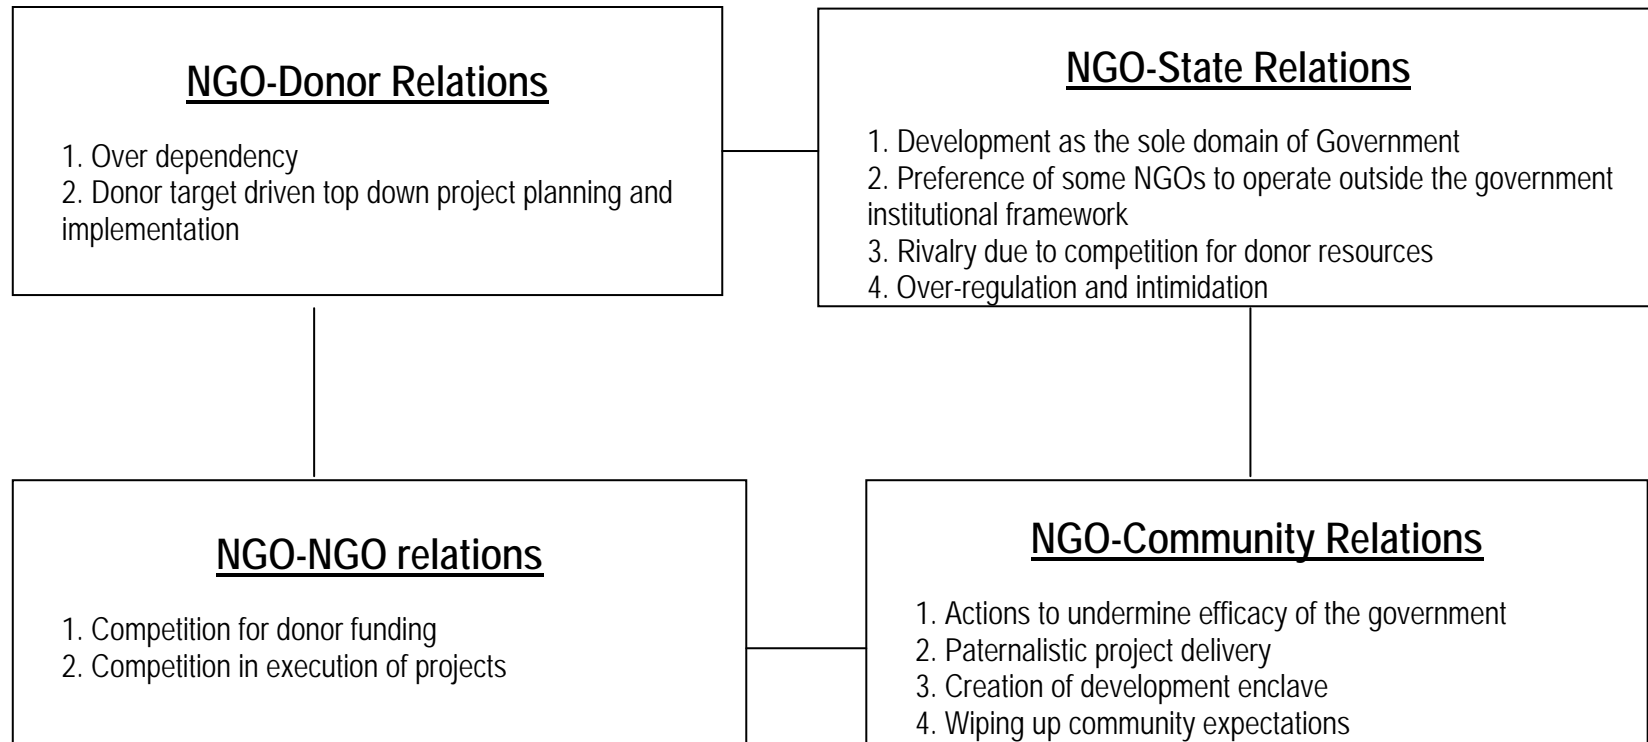 NGO-Donor Relations
1. Over dependency
2. Donor target driven top down project planning and
implementation
NGO-State Relations
1. Development as the sole domain of Government
2. Preference of some NGOs to operate outside the government
institutional framework
3. Rivalry due to competition for donor resources
4. Over-regulation and intimidation
NGO-NGO relations
1. Competition for donor funding
2. Competition in execution of projects
NGO-Community Relations
1. Actions to undermine efficacy of the government
2. Paternalistic project delivery
3. Creation of development enclave
4. Wiping up community expectations